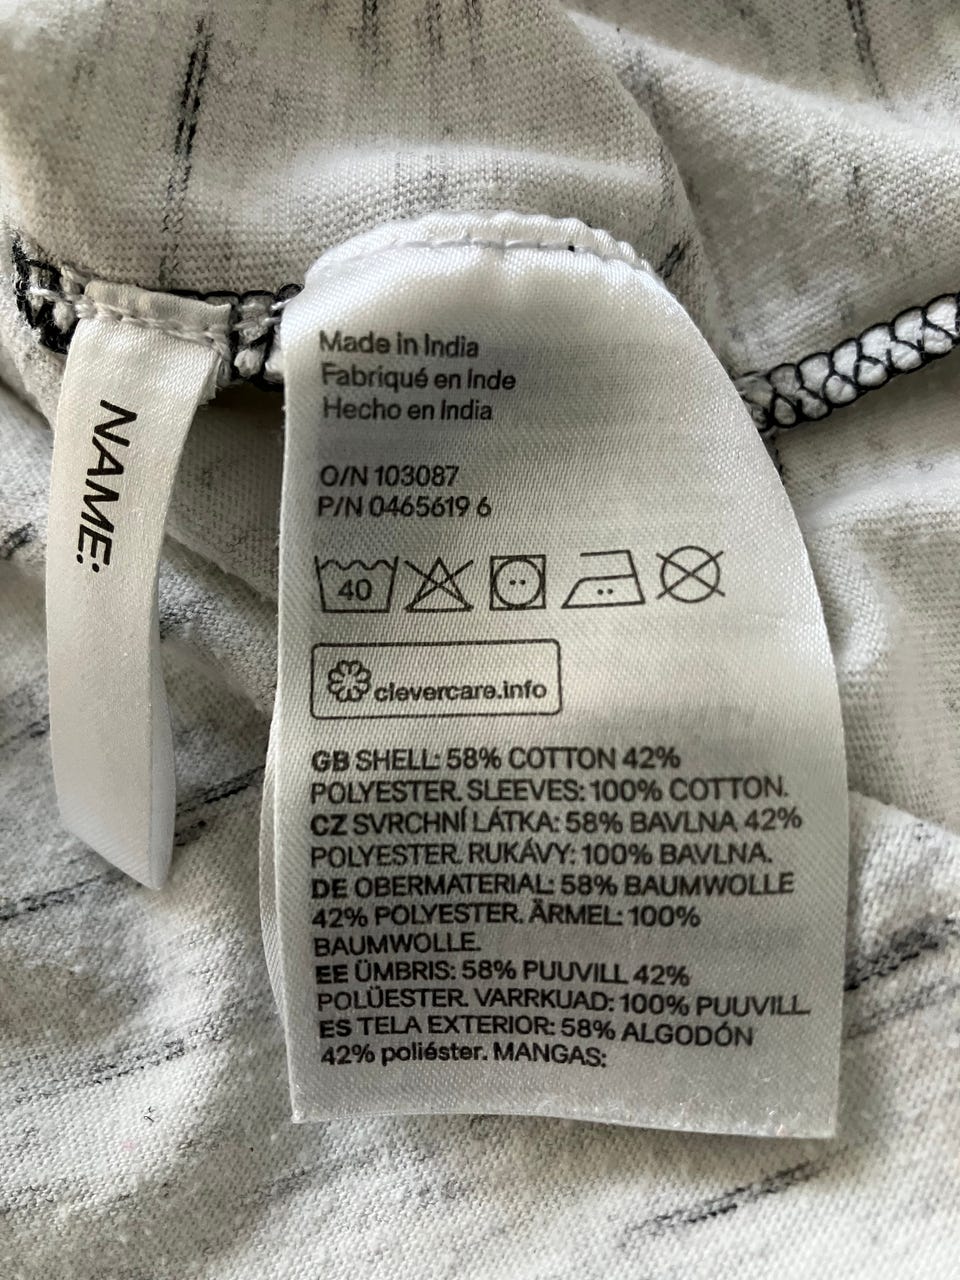 NAME:
Made in India
Fabriqué en Inde
Hecho en India
O/N 103087
P/N 0465619 6
40
clevercare.info
GB SHELL: 58% COTTON 42%
POLYESTER. SLEEVES: 100% COTTON.
CZ SVRCHNÍ LÁTKA: 58% BAVLNA 42%
POLYESTER. RUKÁVY: 100% BAVLNA.
DE OBERMATERIAL: 58% BAUMWOLLE
42% POLYESTER. ÄRMEL: 100%
BAUMWOLLE.
EE ÜMBRIS: 58% PUUVILL 42%
POLÜESTER. VARRKUAD: 100% PUUVILL.
ES TELA EXTERIOR: 58% ALGODÓN
42% poliéster. MANGAS: